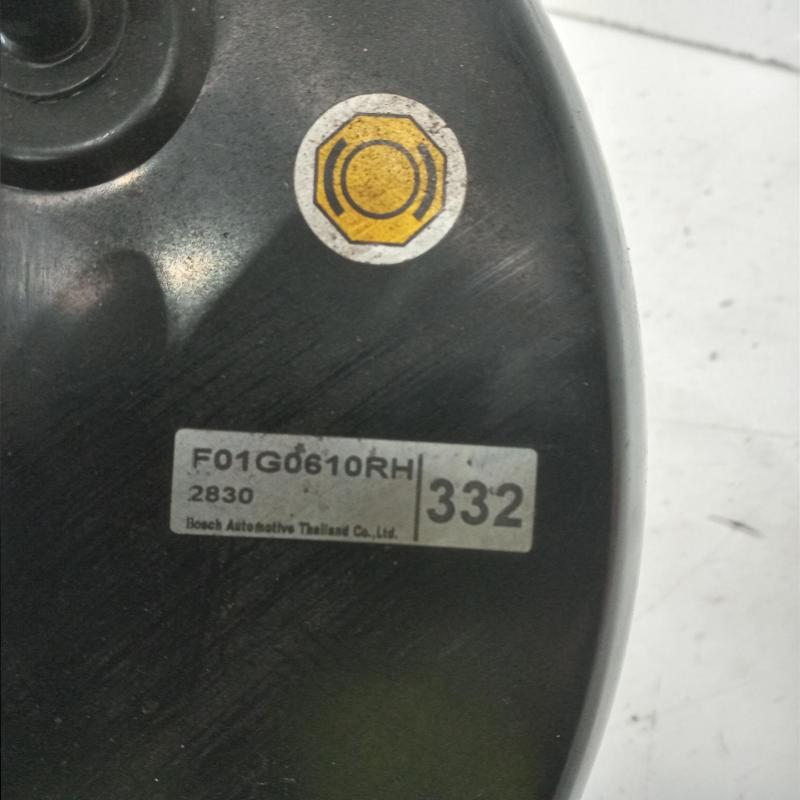 F01G0610RH
2830
Bosch Automotive Thailand Co.,Ltd.
332